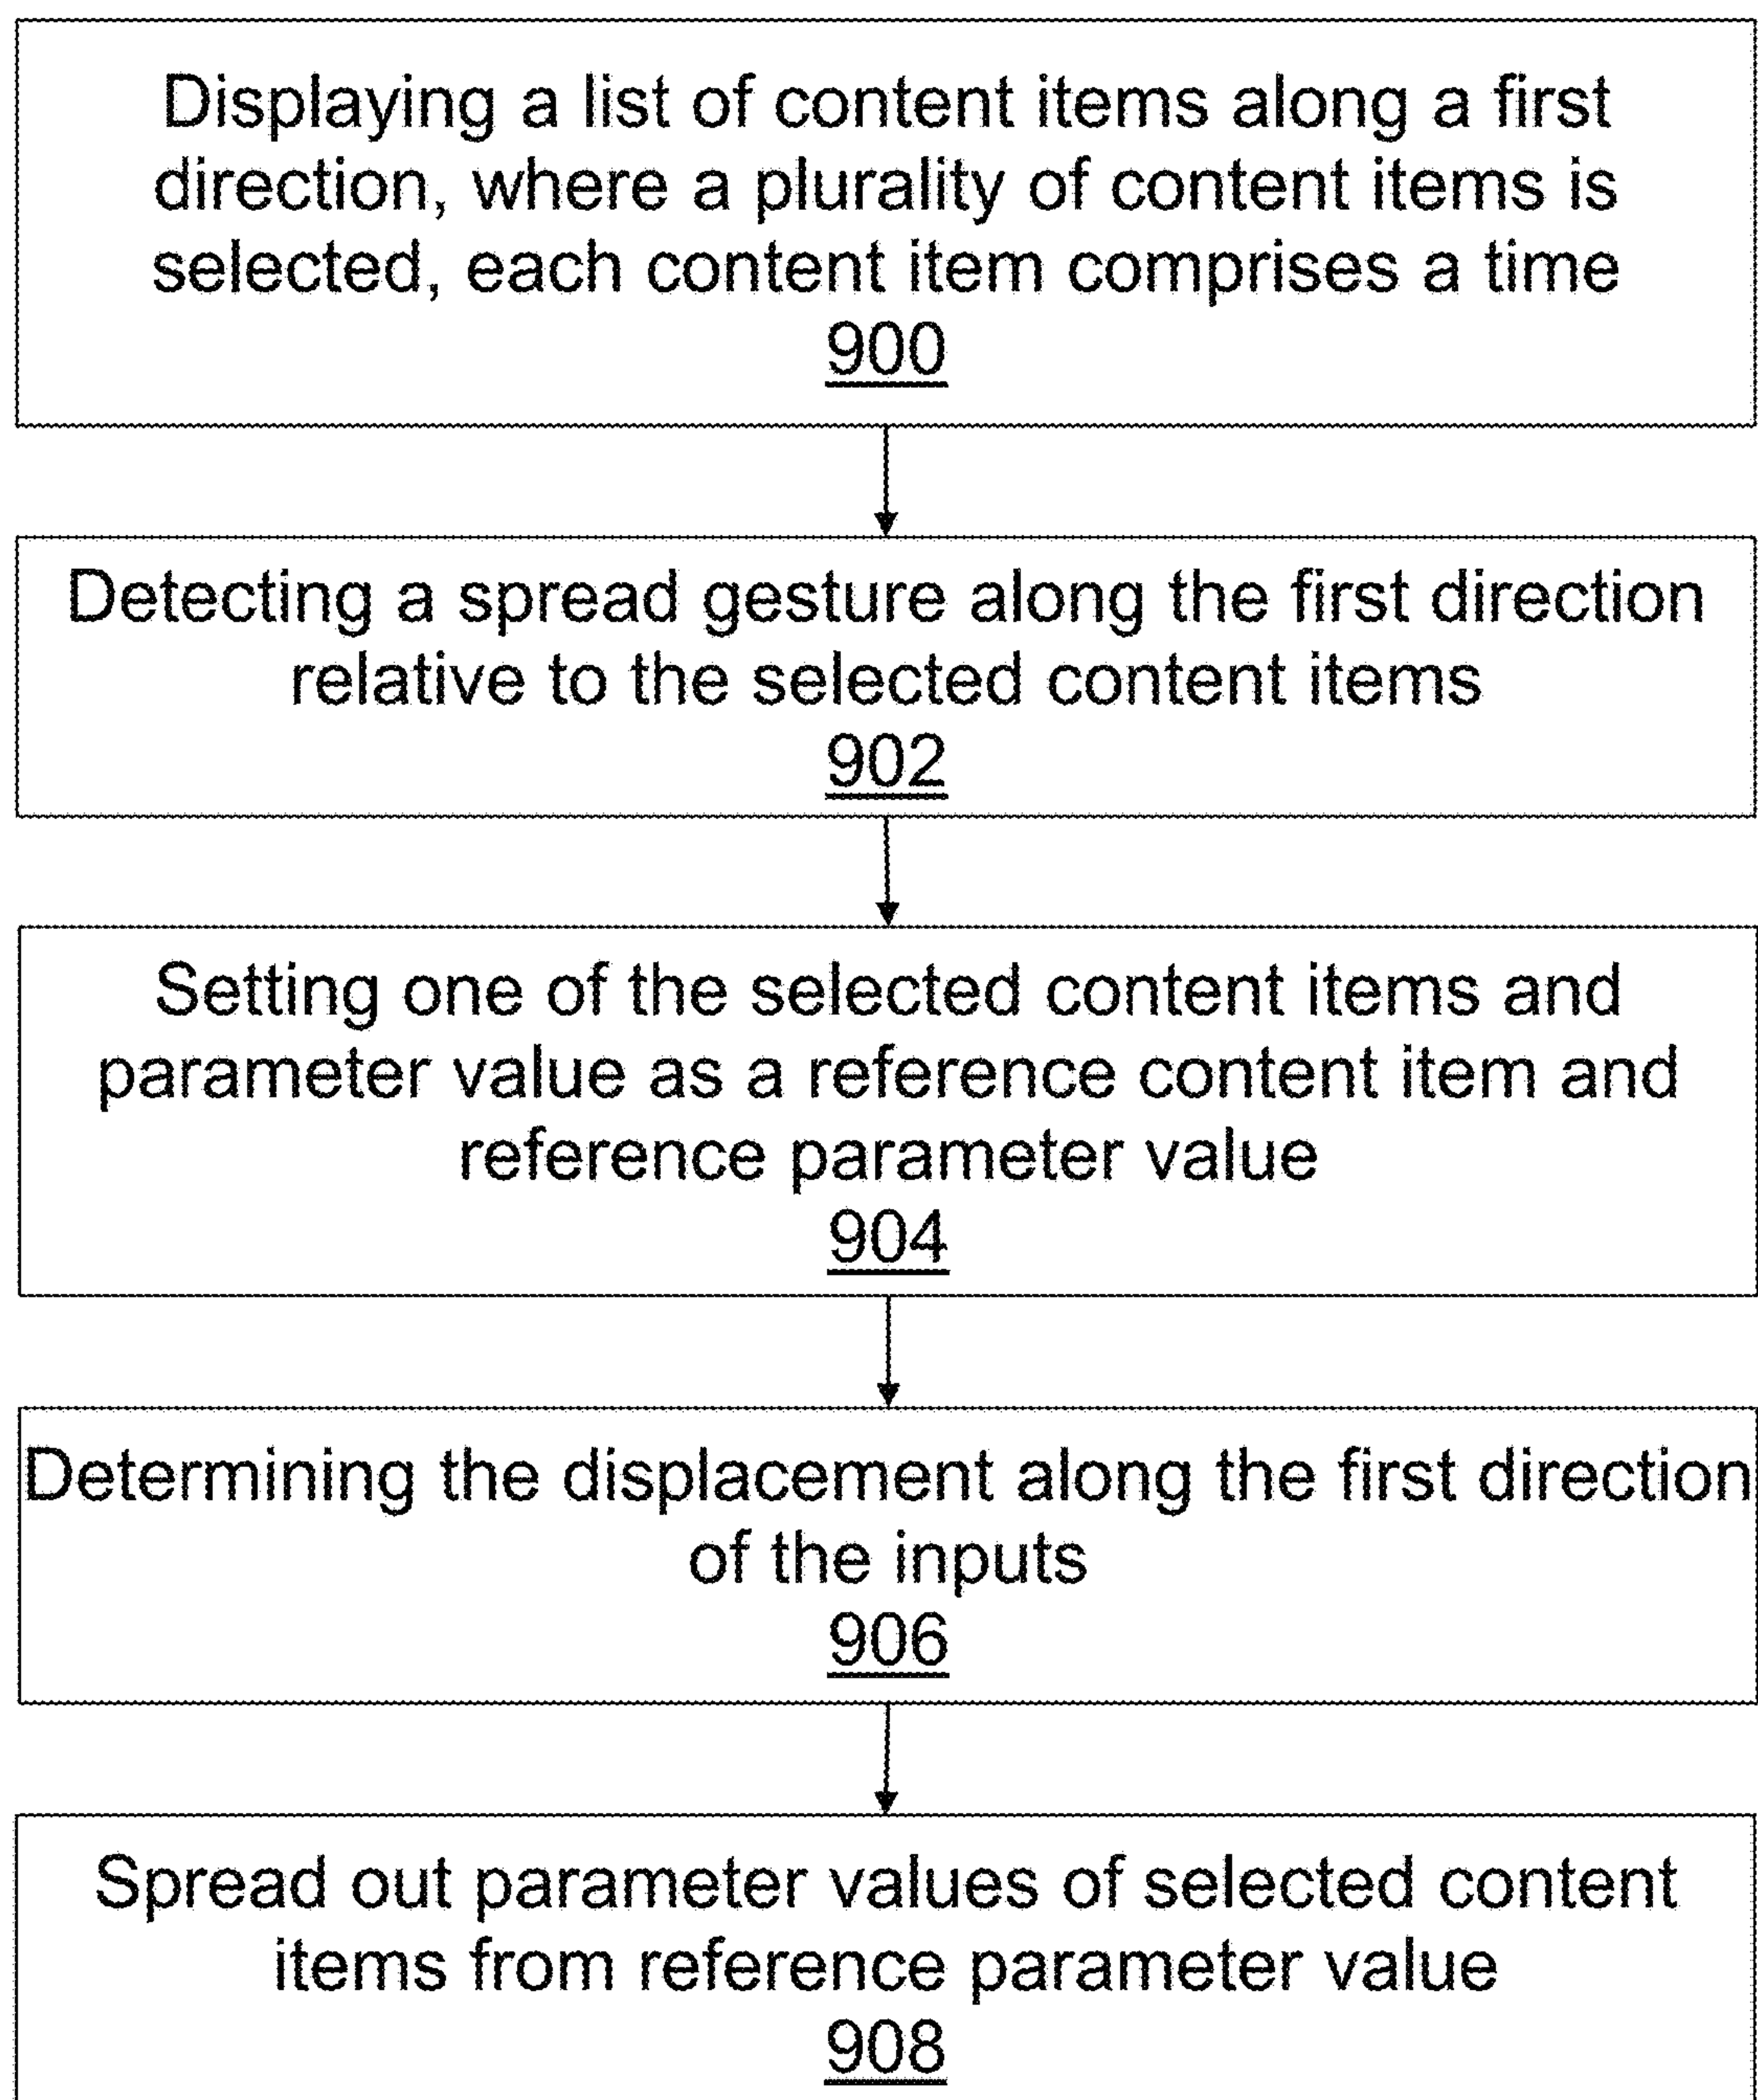 Displaying a list of content items along a first
direction, where a plurality of content items is
selected, each content item comprises a time
900
Detecting a spread gesture along the first direction
relative to the selected content items
902
Setting one of the selected content items and
parameter value as a reference content item and
reference parameter value
904
Determining the displacement along the first direction
of the inputs
906
Spread out parameter values of selected content
items from reference parameter value
908